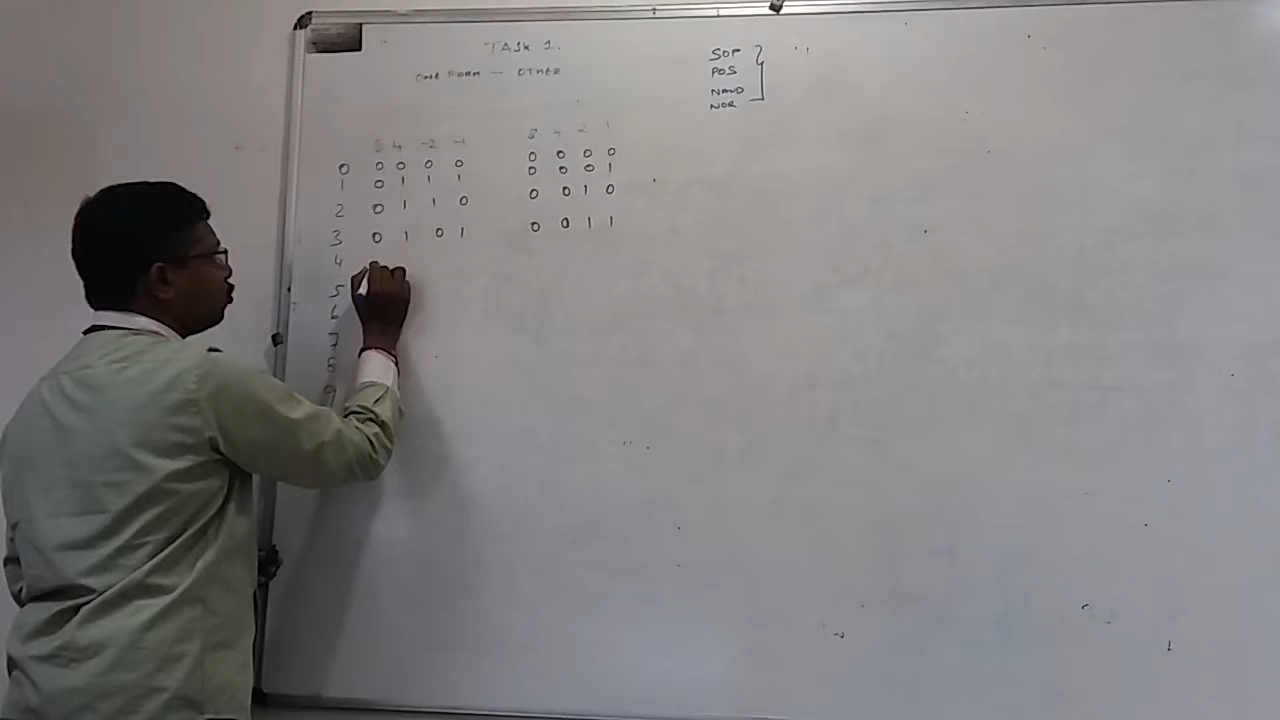 TASK 1.
ONE FORM — OTHER
SOP
POS
NAND
NOR
8 4 -2 -1
8 4 2 1
0 0 0 0 0
0 0 0 0
1 0 1 1 1
0 0 0 1
2 0 1 1 0
0 0 1 0
3 0 1 0 1
0 0 1 1
4
5
6
7
8
9